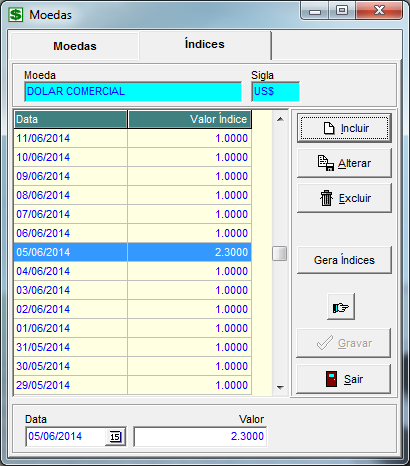 Moedas
Moedas Índices
Moeda Sigla
DOLAR COMERCIAL US$
Data Valor Índice
11/06/2014 1.0000
10/06/2014 1.0000
09/06/2014 1.0000
08/06/2014 1.0000
07/06/2014 1.0000
06/06/2014 1.0000
05/06/2014 2.3000
04/06/2014 1.0000
03/06/2014 1.0000
02/06/2014 1.0000
01/06/2014 1.0000
31/05/2014 1.0000
30/05/2014 1.0000
29/05/2014 1.0000
Incluir
Alterar
Excluir
Gera Índices
Gravar
Sair
Data Valor
05/06/2014 15 2.3000